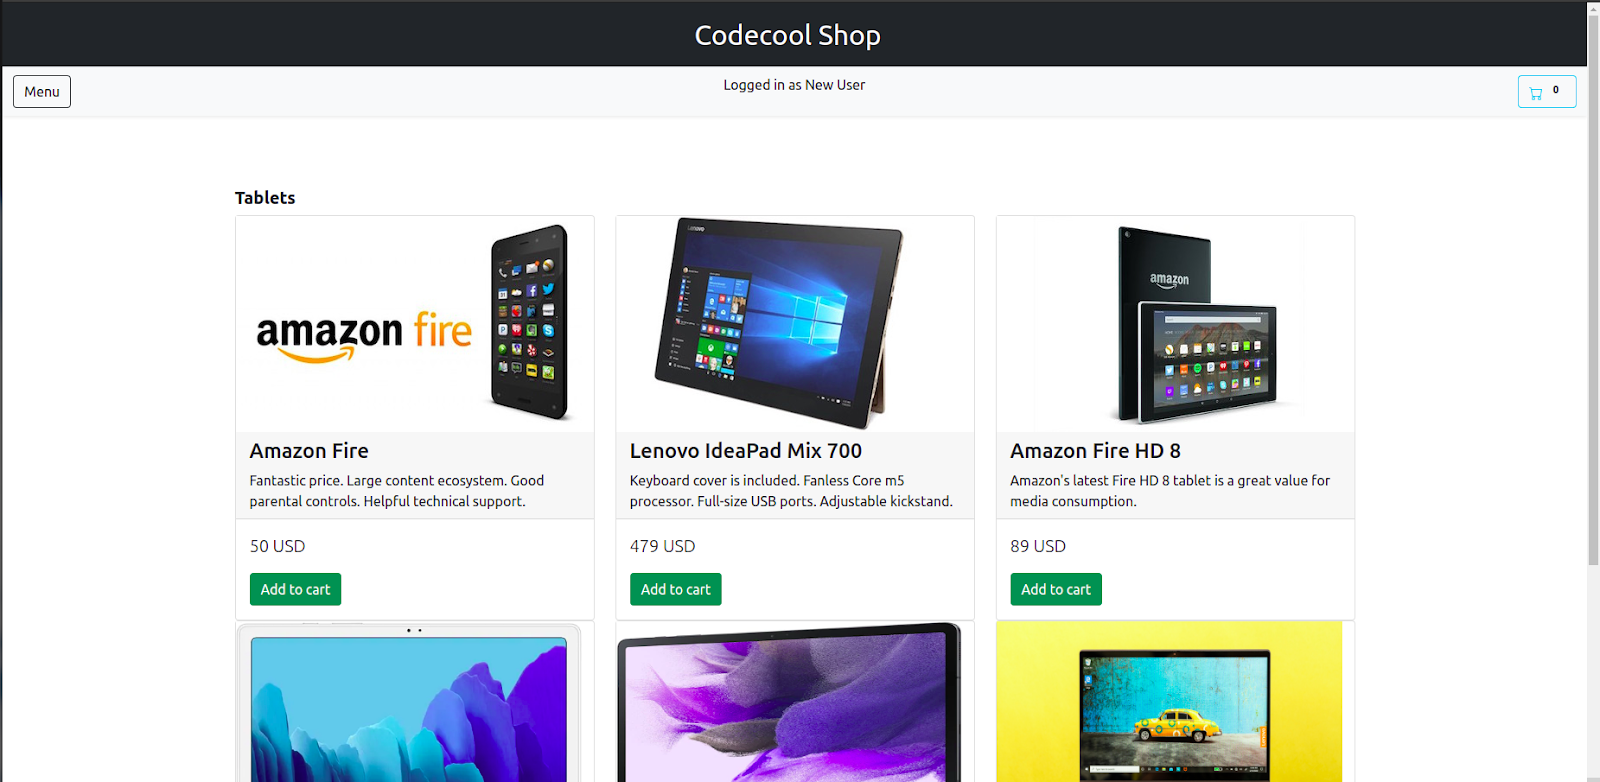 Codecool Shop
Menu
Logged in as New User
0
Tablets
amazon fire
Lenovo
amazon
Amazon Fire
Fantastic price. Large content ecosystem. Good
parental controls. Helpful technical support.
50 USD
Add to cart
Lenovo IdeaPad Mix 700
Keyboard cover is included. Fanless Core m5
processor. Full-size USB ports. Adjustable kickstand.
479 USD
Add to cart
Amazon Fire HD 8
Amazon's latest Fire HD 8 tablet is a great value for
media consumption.
89 USD
Add to cart